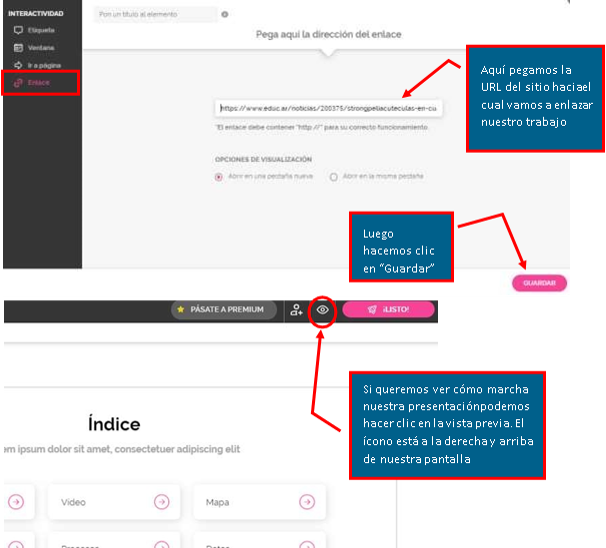 INTERACTIVIDAD
Pon un título al elemento
Etiqueta
Ventana
Ir a página
Enlace
Pega aquí la dirección del enlace
https://www.educ.ar/noticias/200375/strongpeliacuteculas-en-cu
*El enlace debe contener "http://" para su correcto funcionamiento.
OPCIONES DE VISUALIZACIÓN
Abrir en una pestaña nueva
Abrir en la misma pestaña
Aquí pegamos la
URL del sitio haciael
cual vamos a enlazar
nuestro trabajo
Luego
hacemos clic
en "Guardar"
GUARDAR
PÁSATE A PREMIUM
¡LISTO!
Si queremos ver cómo marcha
nuestra presentaciónpodemos
hacer clic en la vista previa. El
ícono está a la derecha y arriba
de nuestra pantalla
Índice
em ipsum dolor sit amet, consectetuer adipiscing elit
Vídeo
Mapa